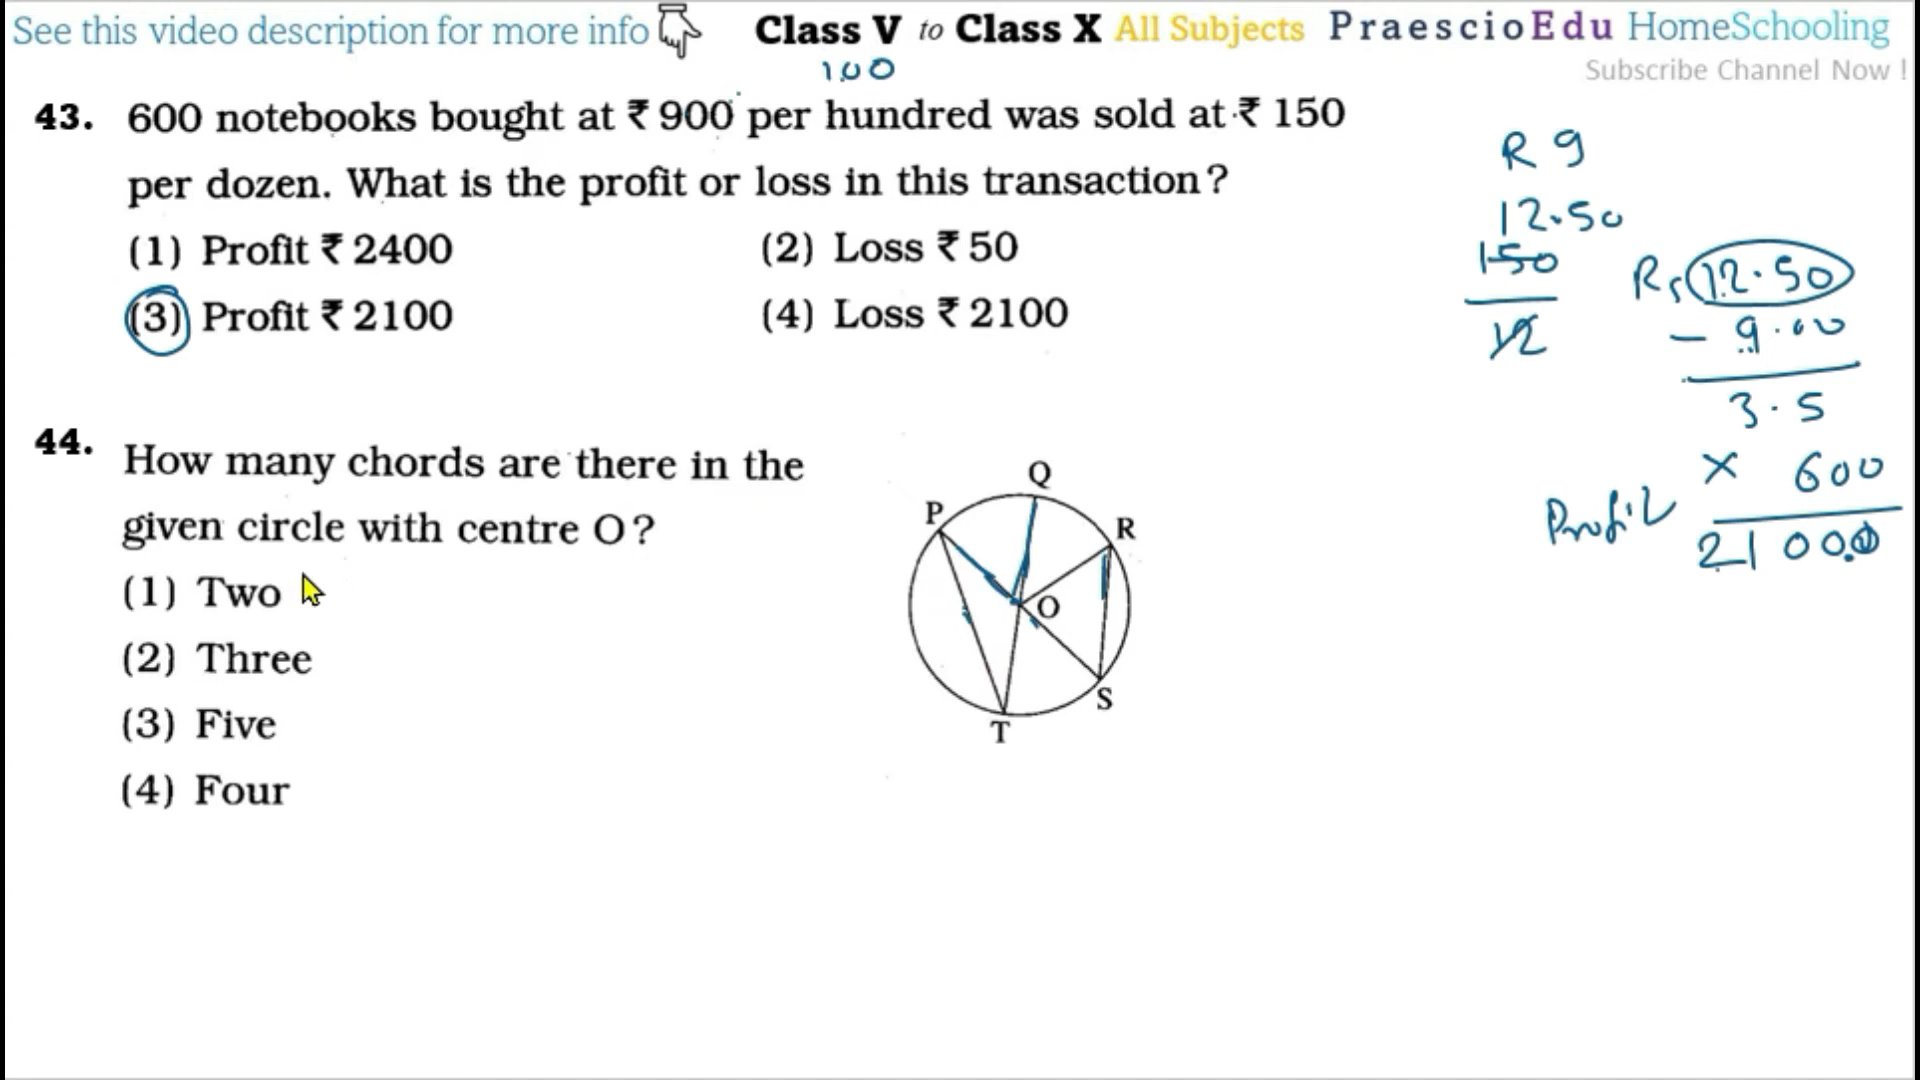 See this video description for more info Class V to Class X All Subjects PraescioEdu HomeSchooling
Subscribe Channel Now !
100
43. 600 notebooks bought at ₹ 900 per hundred was sold at ₹ 150
per dozen. What is the profit or loss in this transaction?
(1) Profit ₹ 2400 (2) Loss ₹ 50
(3) Profit ₹ 2100 (4) Loss ₹ 2100
R 9
12.50
150
12
Rs 12.50
- 9.00
3.5
x 600
Profit 2100.0
44. How many chords are there in the
given circle with centre O?
(1) Two
(2) Three
(3) Five
(4) Four
Q
P
R
O
S
T